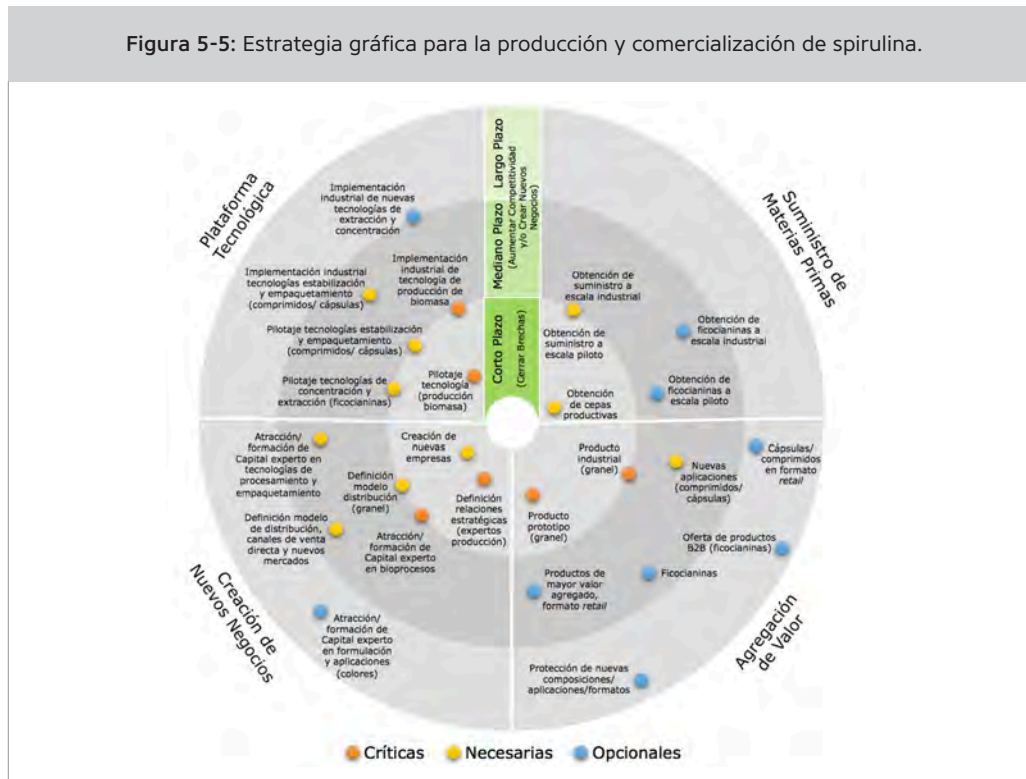 Figura 5-5: Estrategia gráfica para la producción y comercialización de spirulina.
Plataforma
Tecnológica
Implementación
industrial de nuevas
tecnologías de
extracción y
concentración
Implementación industrial
tecnologías estabilización
y empaquetamiento
(comprimidos/ cápsulas)
Implementación
industrial de
tecnología de
producción de
biomasa
Pilotaje tecnologías estabilización
y empaquetamiento
(comprimidos/ cápsulas)
Pilotaje tecnologías de
concentración y
extracción (ficocianinas)
Pilotaje
tecnología
(producción
biomasa)
Largo Plazo
Mediano Plazo
(Aumentar Competitividad
y/o Crear Nuevos
Negocios)
Corto Plazo
(Cerrar Brechas)
Suministro de
Materias Primas
Obtención de
suministro a
escala industrial
Obtención de
suministro a
escala piloto
Obtención
de cepas
productivas
Obtención de
ficocianinas a
escala industrial
Obtención de
ficocianinas a
escala piloto
Atracción/
formación de
Capital experto en
tecnologías de
procesamiento y
empaquetamiento
Creación de
nuevas
empresas
Definición
modelo
distribución
(granel)
Definición
relaciones
estratégicas
(expertos
producción)
Definición modelo
de distribución,
canales de venta
directa y nuevos
mercados
Atracción/
formación de
Capital experto
en bioprocesos
Atracción/
formación de
Capital experto
en formulación
y aplicaciones
(colores)
Creación de
Nuevos Negocios
Producto
industrial
(granel)
Producto
prototipo
(granel)
Nuevas
aplicaciones
(comprimidos/
cápsulas)
Cápsulas/
comprimidos
en formato
retail
Oferta de productos
B2B (ficocianinas)
Ficocianinas
Productos de
mayor valor
agregado,
formato retail
Protección de nuevas
composiciones/
aplicaciones/formatos
Agregación
de Valor
Críticas
Necesarias
Opcionales